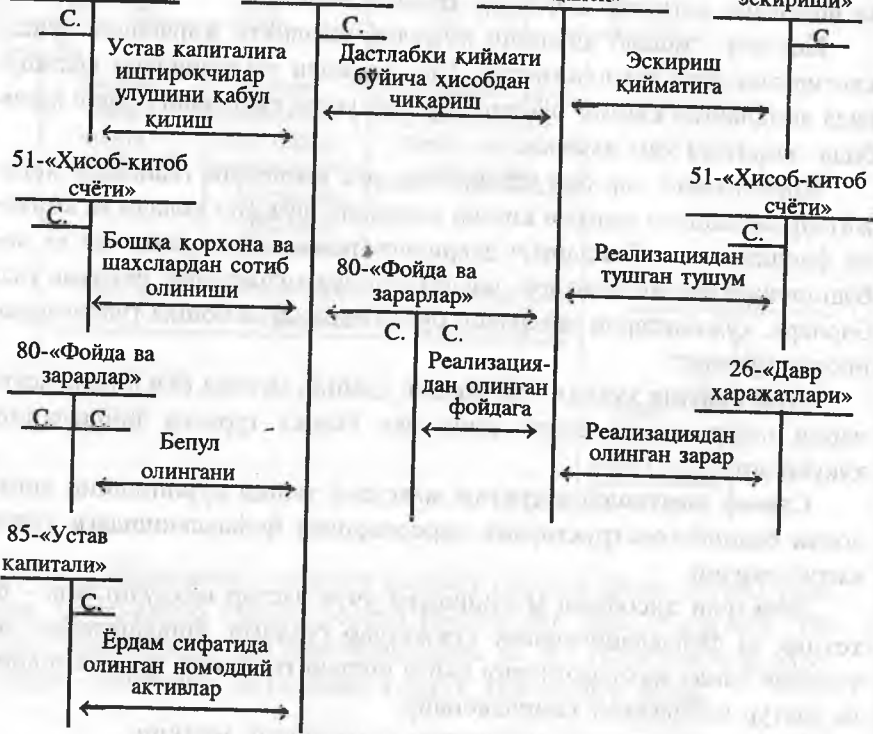 эскириши»
С.
С.
С
Устав капиталига
иштирокчилар
улушини қабул
қилиш
Дастлабки қиймати
бўйича ҳисобдан
чиқариш
Эскириш
қийматига
51-«Ҳисоб-китоб
счёти»
С.
Бошқа корхона ва
шахслардан сотиб
олиниши
80-«Фойда ва
зарарлар»
С. С.
Реализация-
дан олинган
фойдага
51-«Ҳисоб-китоб
счёти»
С.
Реализациядан
тушган тушум
80-«Фойда ва
зарарлар»
С. С.
Бепул
олингани
26-«Давр
харажатлари»
Реализациядан
олинган зарар
85-«Устав
капитали»
С.
Ёрдам сифатида
олинган номоддий
активлар